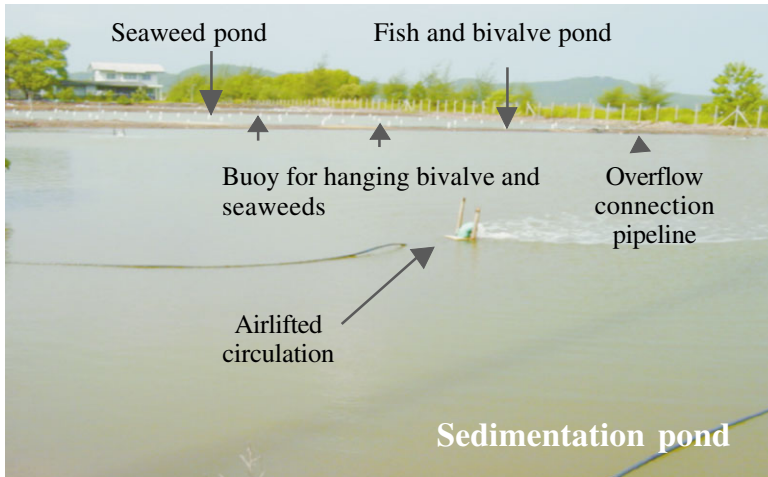 Seaweed pond
Fish and bivalve pond
Buoy for hanging bivalve and
seaweeds
Overflow
connection
pipeline
Airlifted
circulation
Sedimentation pond